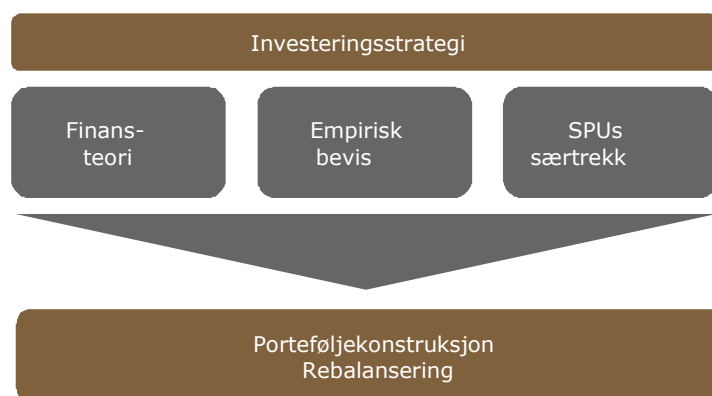 Investeringsstrategi
Finans-
teori
Empirisk
bevis
SPUs
særtrekk
Porteføljekonstruksjon
Rebalansering